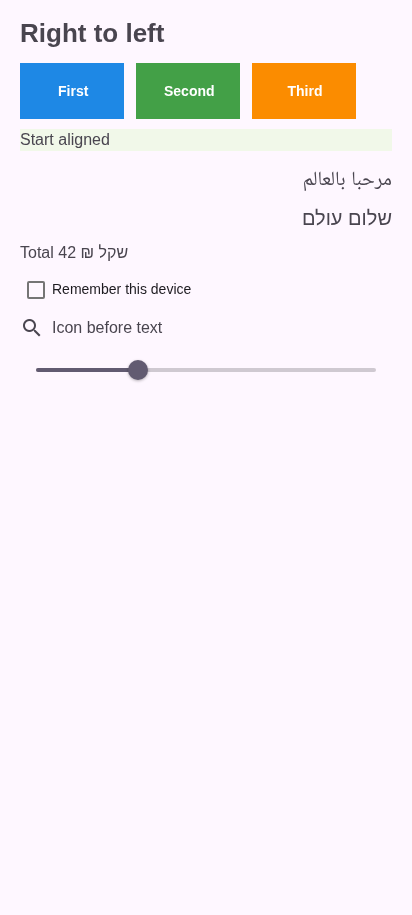 Right to left
First
Second
Third
Start aligned
مرحبا بالعالم
שלום עולם
Total 42 ₪ שקל
Remember this device
Icon before text